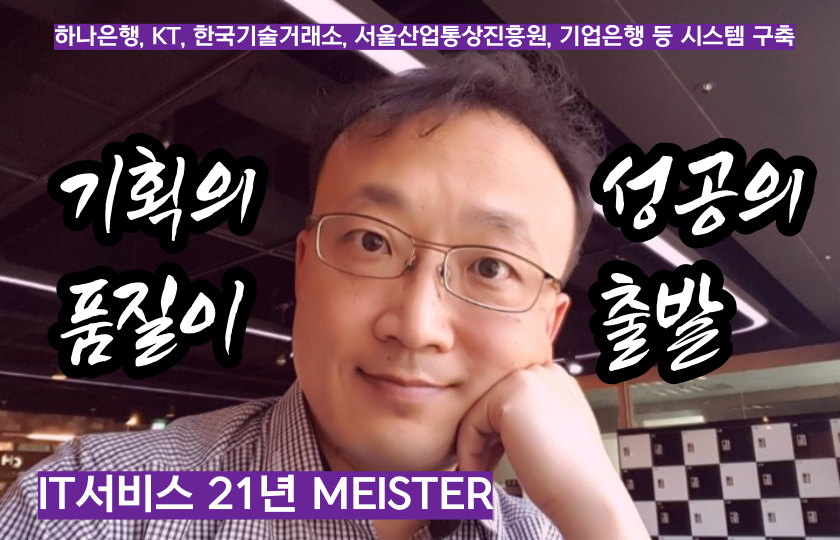 하나은행, KT, 한국기술거래소, 서울산업통상진흥원, 기업은행 등 시스템 구축
기획의
품질이
성공의
출발
IT서비스 21년 MEISTER